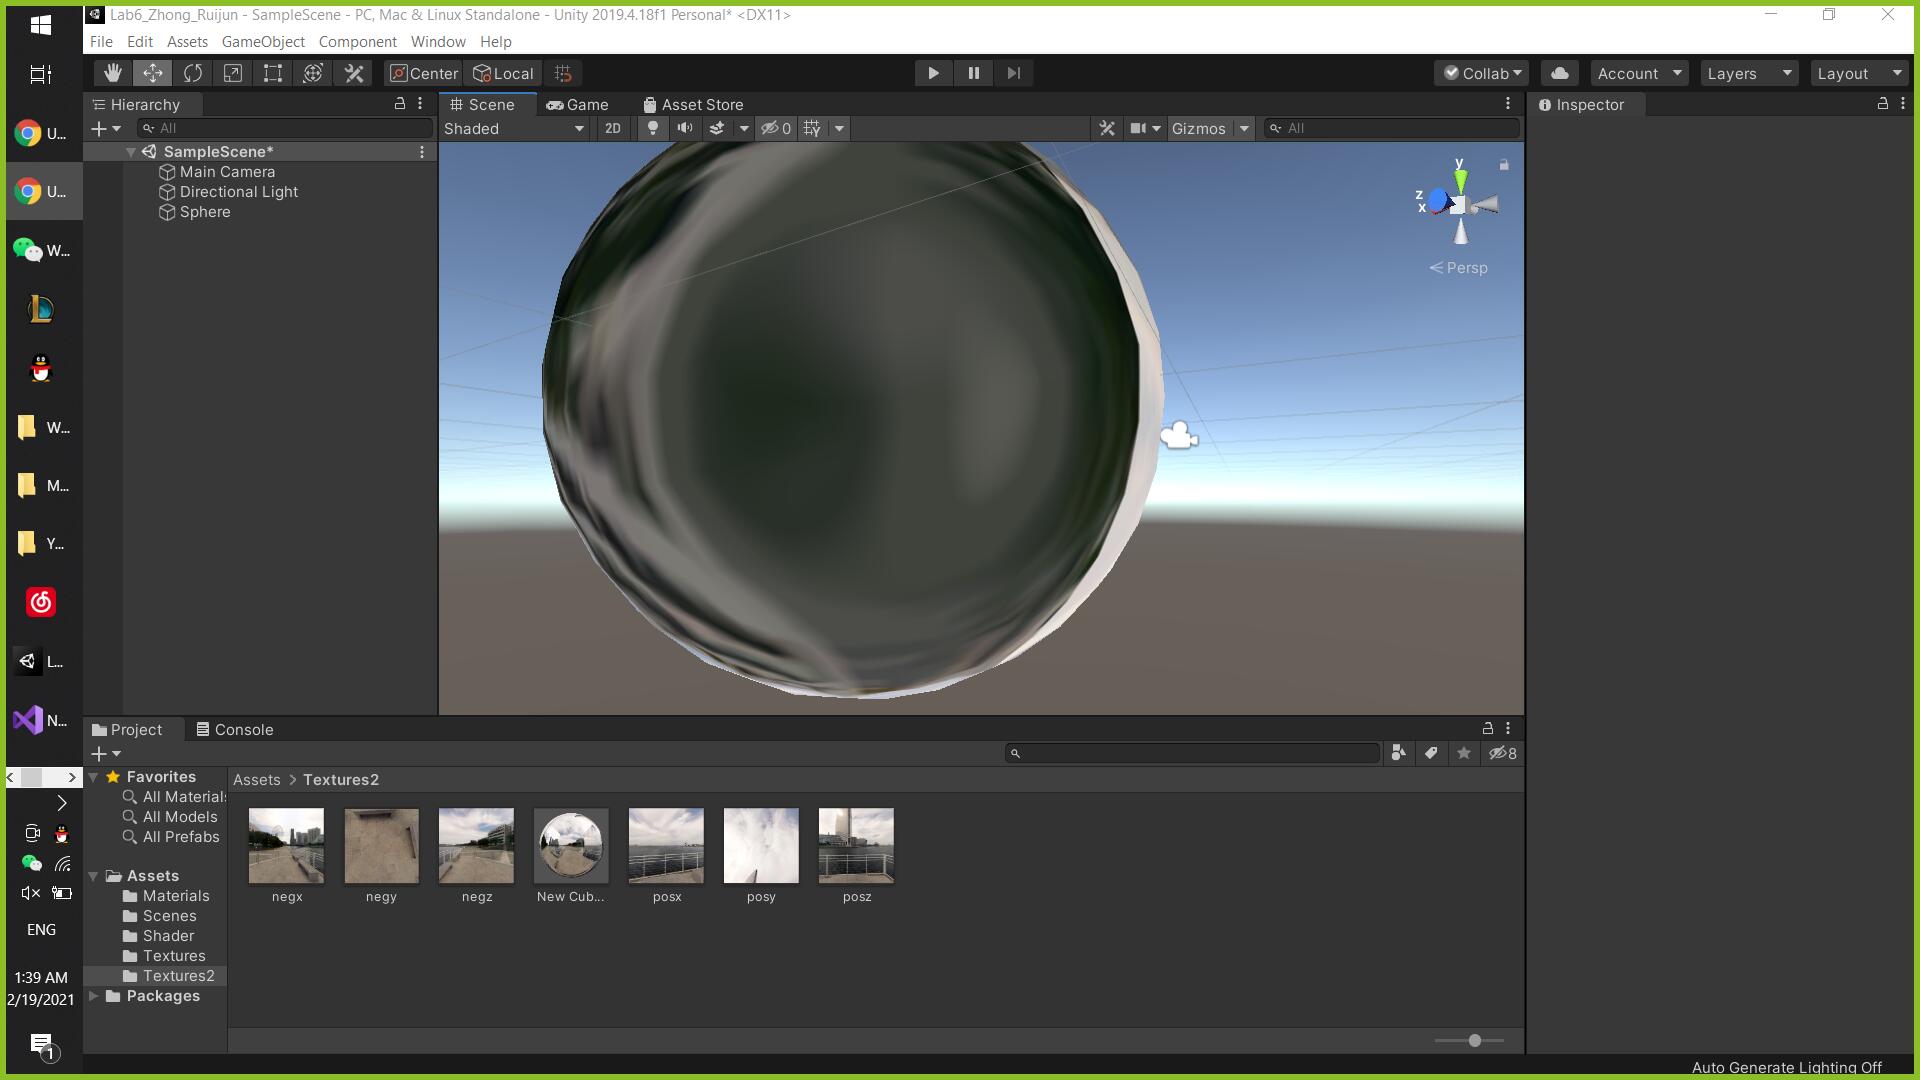 Lab6_Zhong_Ruijun - SampleScene - PC, Mac & Linux Standalone - Unity 2019.4.18f1 Personal* <DX11>
File Edit Assets GameObject Component Window Help
Center Local Collab Account Layers Layout
Hierarchy
All
SampleScene*
Main Camera
Directional Light
Sphere
Scene Game Asset Store
Shaded 2D 0 Gizmos All
y
z
x
Persp
Inspector
U...
U...
W...
W...
M...
Y...
L...
N...
ENG
1:39 AM
2/19/2021
1
Project Console
8
Favorites
All Material
All Models
All Prefabs
Assets
Materials
Scenes
Shader
Textures
Textures2
Packages
Assets > Textures2
negx negy negz New Cub... posx posy posz
Auto Generate Lighting Off